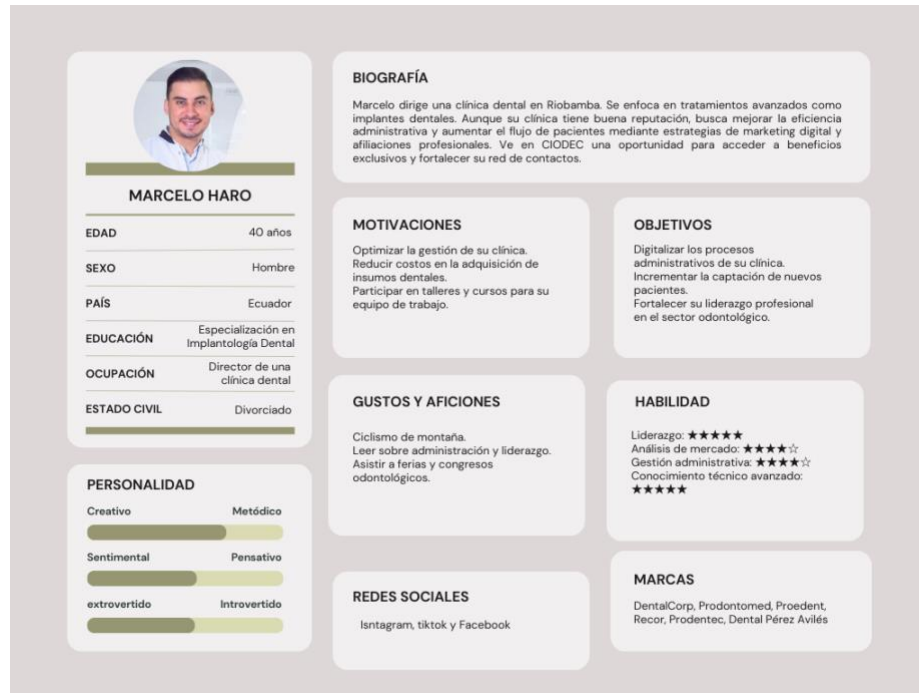 MARCELO HARO
EDAD 40 años
SEXO Hombre
PAÍS Ecuador
EDUCACIÓN Especialización en
Implantología Dental
OCUPACIÓN Director de una
clínica dental
ESTADO CIVIL Divorciado
PERSONALIDAD
Creativo Metódico
Sentimental Pensativo
extrovertido Introvertido
BIOGRAFÍA
Marcelo dirige una clínica dental en Riobamba. Se enfoca en tratamientos avanzados como
implantes dentales. Aunque su clínica tiene buena reputación, busca mejorar la eficiencia
administrativa y aumentar el flujo de pacientes mediante estrategias de marketing digital y
afiliaciones profesionales. Ve en CIODEC una oportunidad para acceder a beneficios
exclusivos y fortalecer su red de contactos.
MOTIVACIONES
Optimizar la gestión de su clínica.
Reducir costos en la adquisición de
insumos dentales.
Participar en talleres y cursos para su
equipo de trabajo.
OBJETIVOS
Digitalizar los procesos
administrativos de su clínica.
Incrementar la captación de nuevos
pacientes.
Fortalecer su liderazgo profesional
en el sector odontológico.
GUSTOS Y AFICIONES
Ciclismo de montaña.
Leer sobre administración y liderazgo.
Asistir a ferias y congresos
odontológicos.
HABILIDAD
Liderazgo: ★★★★★
Análisis de mercado: ★★★★☆
Gestión administrativa: ★★★★☆
Conocimiento técnico avanzado:
★★★★★
REDES SOCIALES
Isntagram, tiktok y Facebook
MARCAS
DentalCorp, Prodontomed, Proedent,
Recor, Prodentec, Dental Pérez Avilés